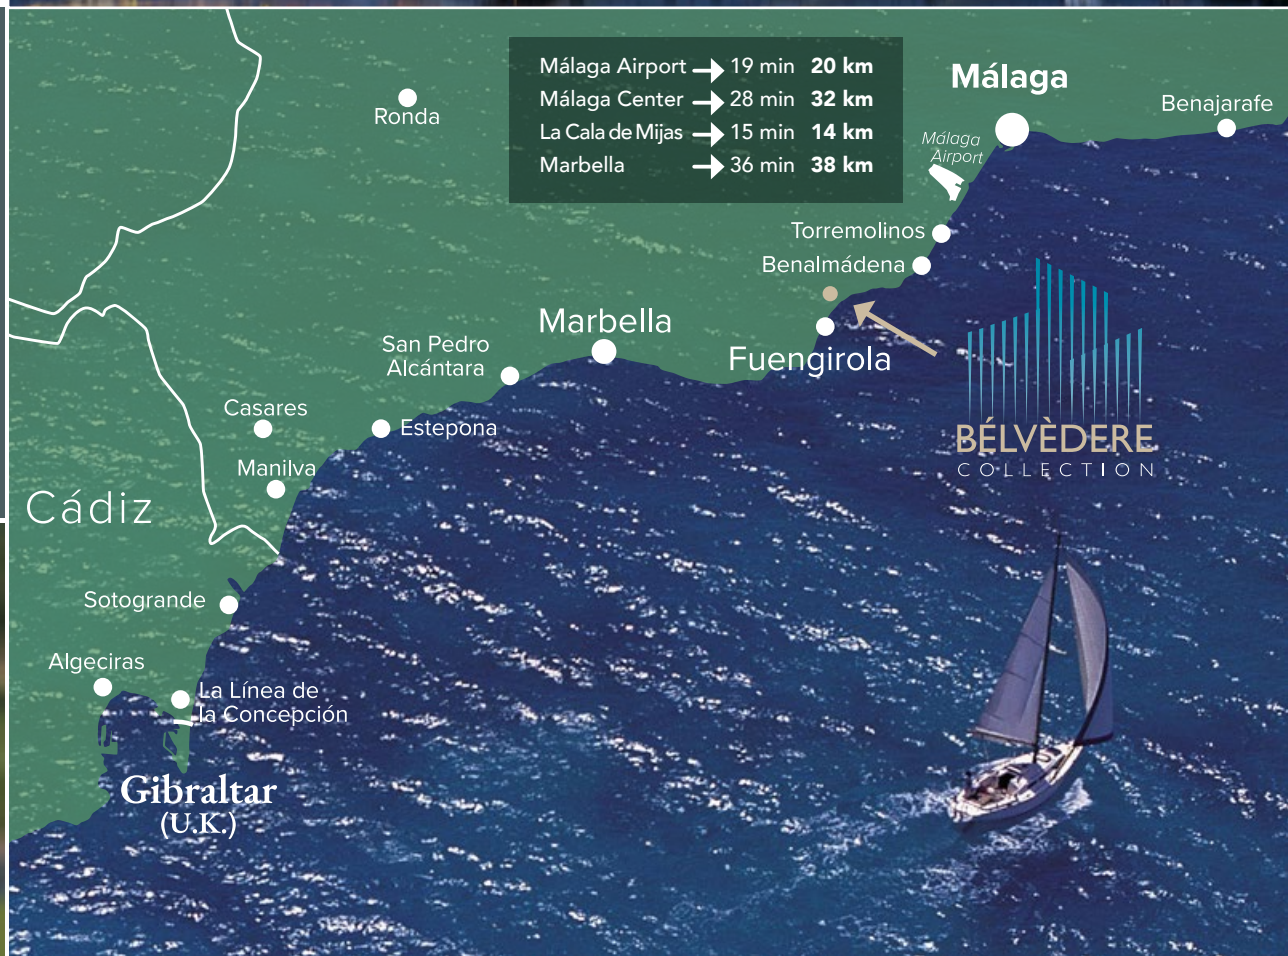 Málaga Airport 19 min 20 km
Málaga Center 28 min 32 km
La Cala de Mijas 15 min 14 km
Marbella 36 min 38 km
Málaga
Benajarafe
Ronda
Málaga
Airport
Torremolinos
Benalmádena
Marbella
San Pedro
Alcántara
Fuengirola
Casares
Estepona
BÉLVÈDERE
COLLECTION
Manilva
Cádiz
Sotogrande
Algeciras
La Línea de
la Concepción
Gibraltar
(U.K.)